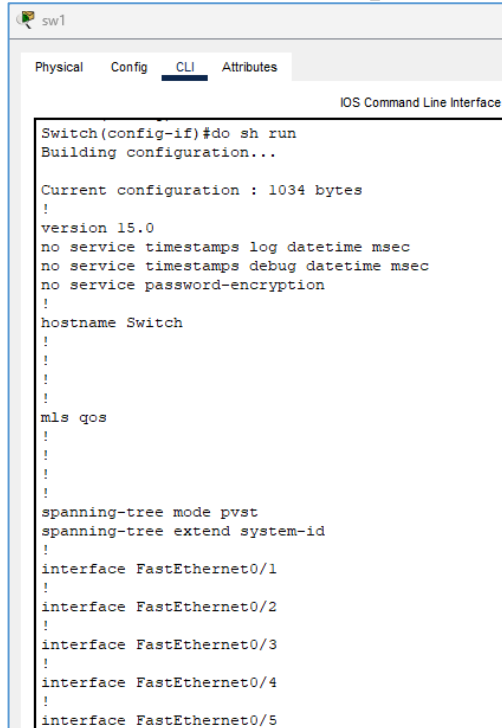 sw1
Physical Config CLI Attributes
IOS Command Line Interface
Switch(config-if)#do sh run
Building configuration...
Current configuration : 1034 bytes
!
version 15.0
no service timestamps log datetime msec
no service timestamps debug datetime msec
no service password-encryption
!
hostname Switch
!
!
!
!
mls qos
!
!
!
!
spanning-tree mode pvst
spanning-tree extend system-id
!
interface FastEthernet0/1
!
interface FastEthernet0/2
!
interface FastEthernet0/3
!
interface FastEthernet0/4
!
interface FastEthernet0/5